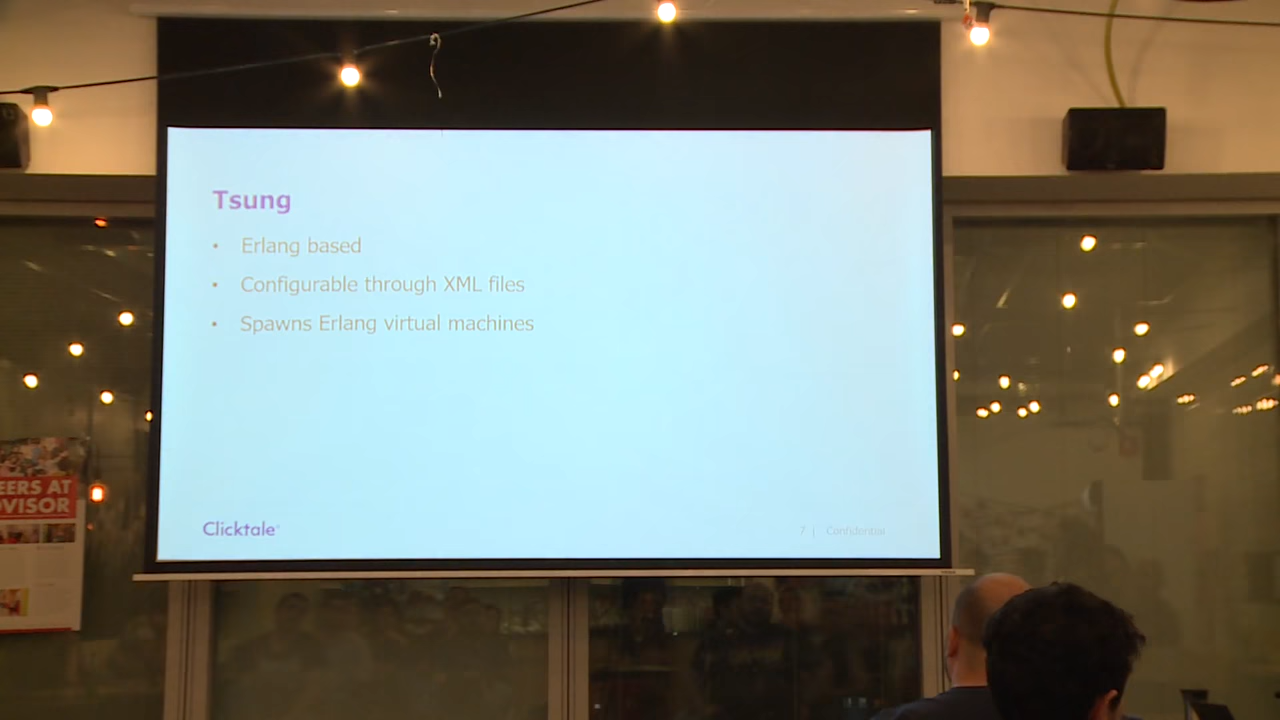 Tsung
• Erlang based
• Configurable through XML files
• Spawns Erlang virtual machines
Clicktale
7 | Confidential
EERS AT
VISOR